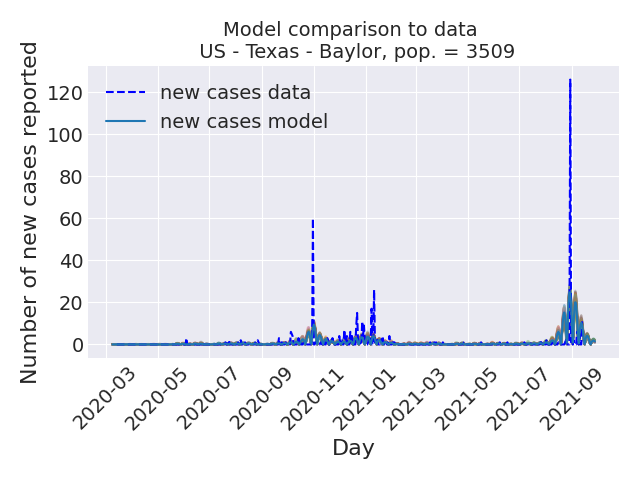 Model comparison to data
US - Texas - Baylor, pop. = 3509
Number of new cases reported
120
100
80
60
40
20
0
new cases data
new cases model
2020-03
2020-05
2020-07
2020-09
2020-11
2021-01
2021-03
2021-05
2021-07
2021-09
Day